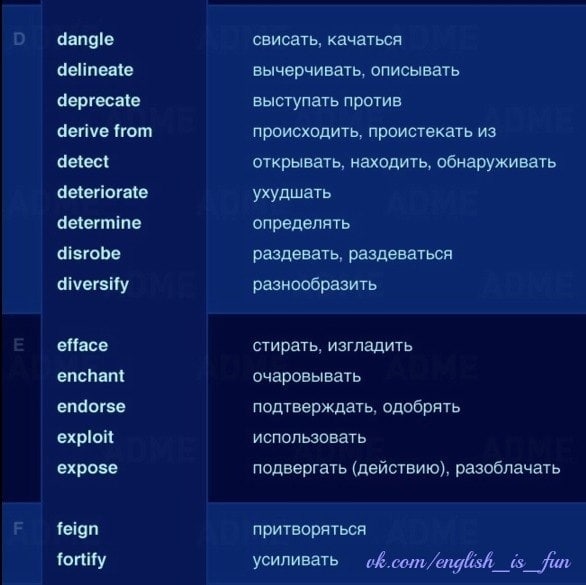 D dangle свисать, качаться
delineate вычерчивать, описывать
deprecate выступать против
derive from происходить, проистекать из
detect открывать, находить, обнаруживать
deteriorate ухудшать
determine определять
disrobe раздевать, раздеваться
diversify разнообразить
E efface стирать, изгладить
enchant очаровывать
endorse подтверждать, одобрять
exploit использовать
expose подвергать (действию), разоблачать
F feign притворяться
fortify усиливать vk.com/english_is_fun